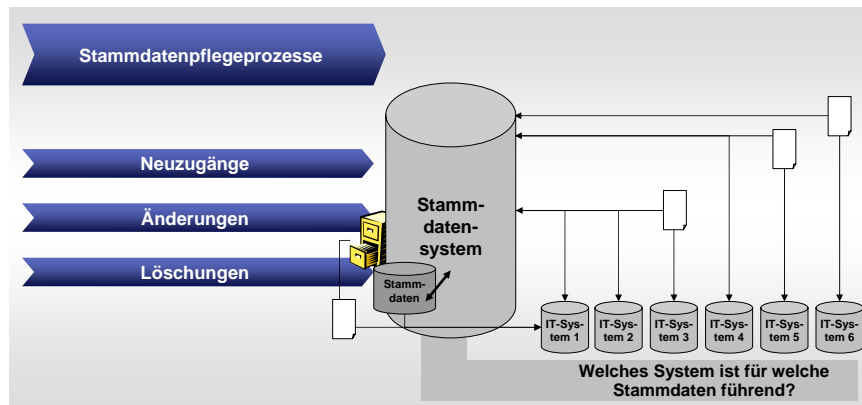 Stammdatenpflegeprozesse
Neuzugänge
Änderungen
Löschungen
Stamm-
daten-
system
Stamm-
daten
IT-Sys-
tem 1
IT-Sys-
tem 2
IT-Sys-
tem 3
IT-Sys-
tem 4
IT-Sys-
tem 5
IT-Sys-
tem 6
Welches System ist für welche
Stammdaten führend?